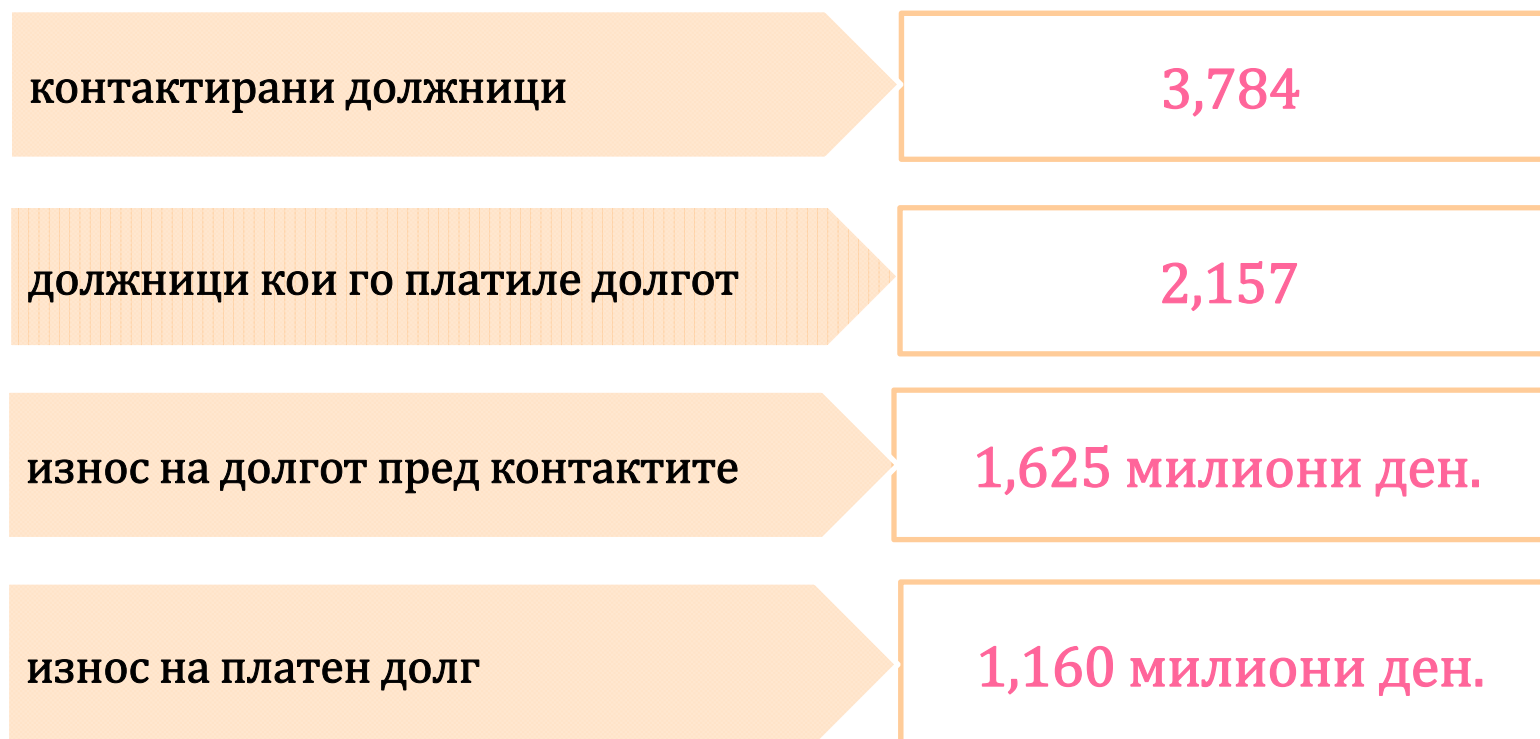 контактирани должници
3,784
должници кои го платиле долгот
2,157
износ на долгот пред контактите
1,625 милиони ден.
износ на платен долг
1,160 милиони ден.